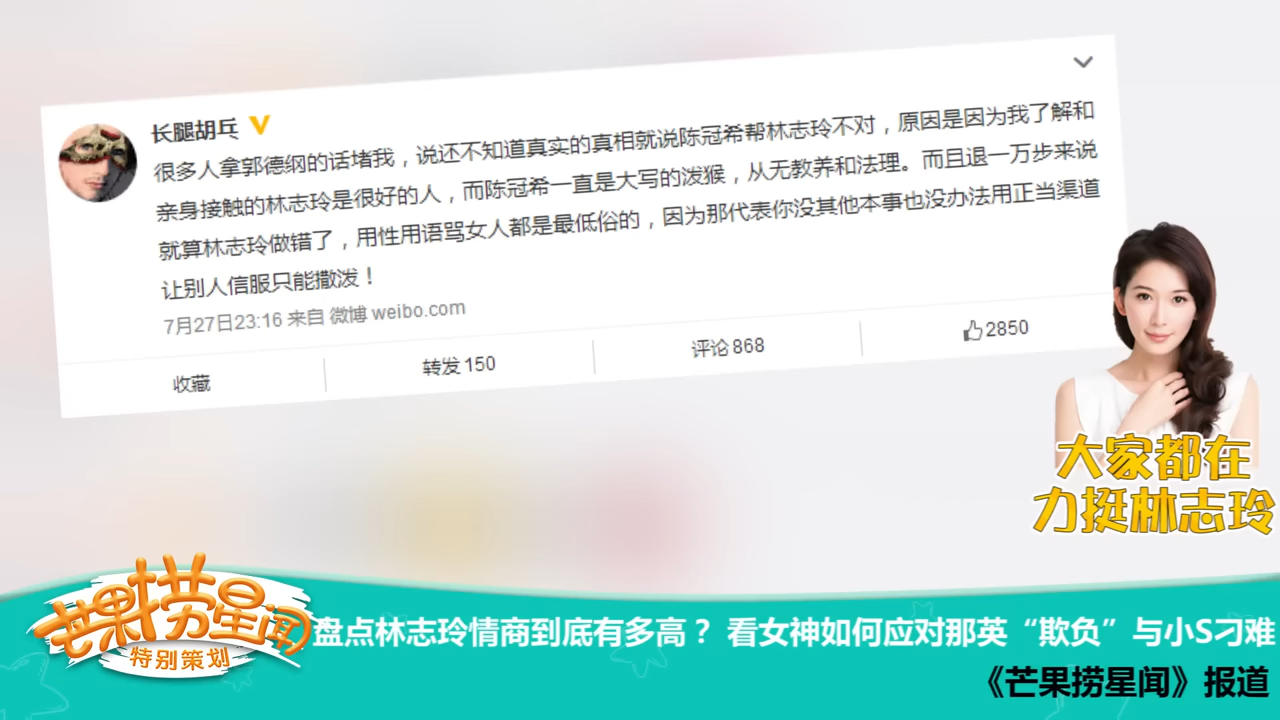 长腿胡兵
很多人拿郭德纲的话堵我，说还不知道真实的真相就说陈冠希帮林志玲不对，原因是因为我了解和
亲身接触的林志玲是很好的人，而陈冠希一直是大写的泼猴，从无教养和法理。而且退一万步来说
就算林志玲做错了，用性用语骂女人都是最低俗的，因为那代表你没其他本事也没办法用正当渠道
让别人信服只能撒泼！
7月27日23:16 来自 微博 weibo.com
收藏
转发 150
评论 868
2850
大家都在
力挺林志玲
芒果捞星闻
特别策划
盘点林志玲情商到底有多高？ 看女神如何应对那英“欺负”与小S刁难
《芒果捞星闻》报道